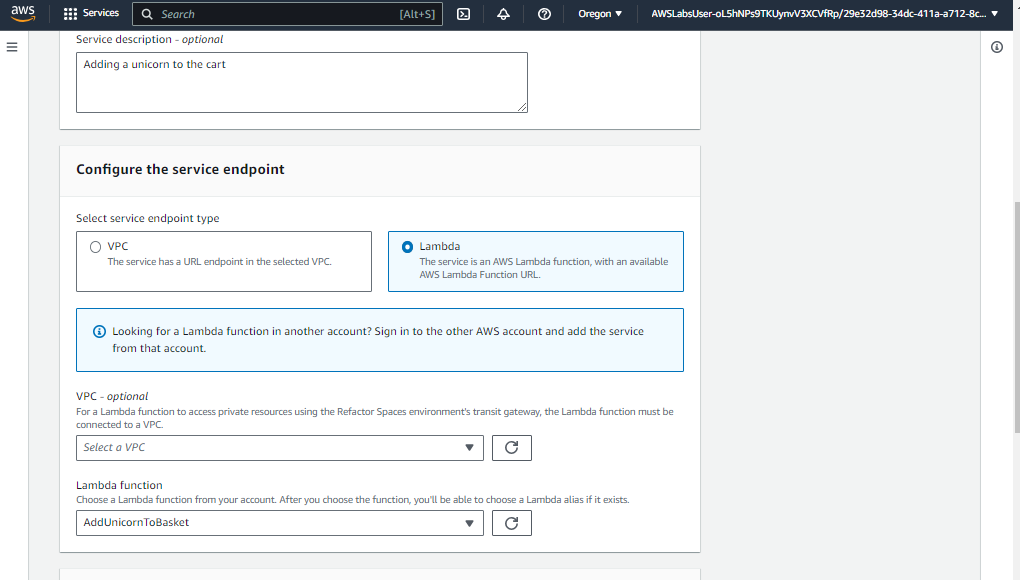 aws
Services
Search
[Alt+S]
Oregon
AWSLabsUser-oL5hNPs9TKUynvV3XCVfRp/29e32d98-34dc-411a-a712-8c...
Service description - optional
Adding a unicorn to the cart
Configure the service endpoint
Select service endpoint type
VPC
The service has a URL endpoint in the selected VPC.
Lambda
The service is an AWS Lambda function, with an available
AWS Lambda Function URL.
Looking for a Lambda function in another account? Sign in to the other AWS account and add the service
from that account.
VPC - optional
For a Lambda function to access private resources using the Refactor Spaces environment's transit gateway, the Lambda function must be
connected to a VPC.
Select a VPC
Lambda function
Choose a Lambda function from your account. After you choose the function, you'll be able to choose a Lambda alias if it exists.
AddUnicornToBasket